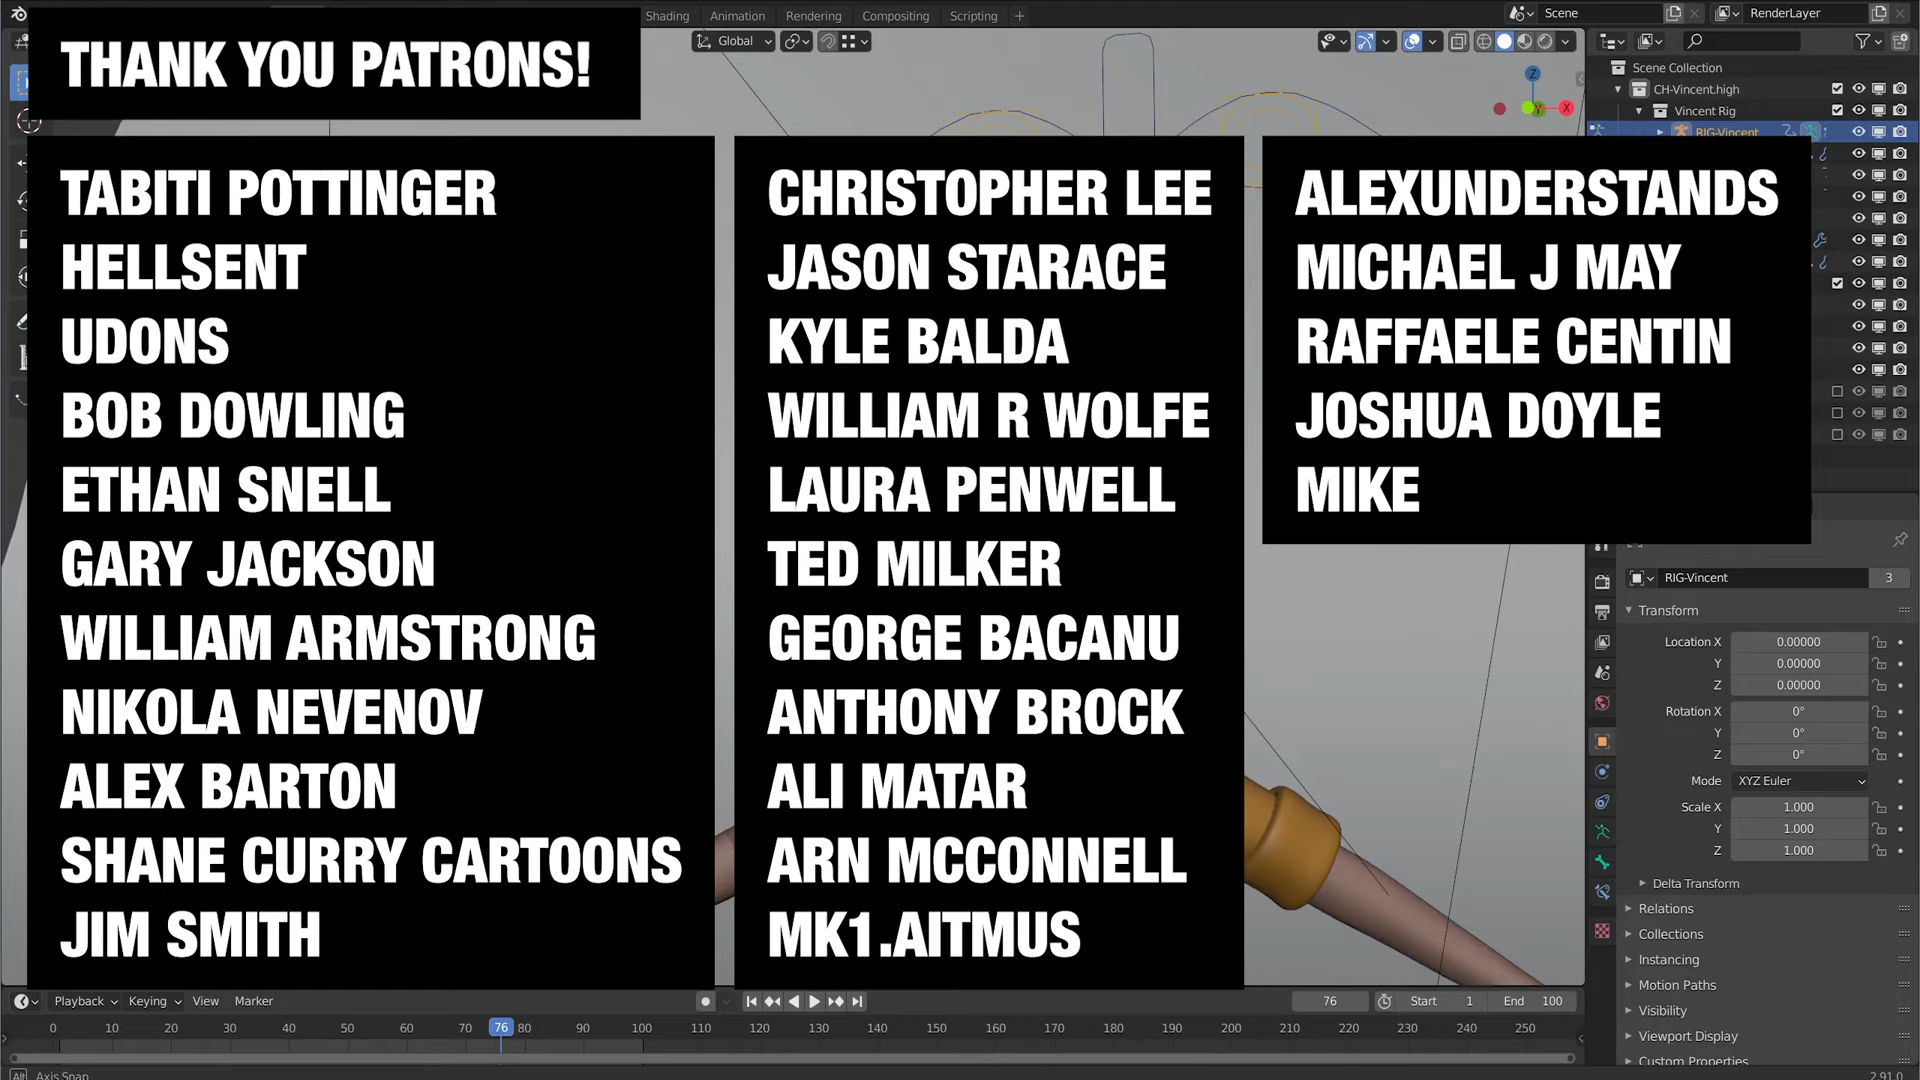 Shading Animation Rendering Compositing Scripting +
Scene
RenderLayer
THANK YOU PATRONS!
Global
Z
X
Y
Scene Collection
CH-Vincent.high
Vincent Rig
RIG-Vincent
TABITI POTTINGER
HELLSENT
UDONS
BOB DOWLING
ETHAN SNELL
GARY JACKSON
WILLIAM ARMSTRONG
NIKOLA NEVENOV
ALEX BARTON
SHANE CURRY CARTOONS
JIM SMITH
CHRISTOPHER LEE
JASON STARACE
KYLE BALDA
WILLIAM R WOLFE
LAURA PENWELL
TED MILKER
GEORGE BACANU
ANTHONY BROCK
ALI MATAR
ARN MCCONNELL
MK1.AITMUS
ALEXUNDERSTANDS
MICHAEL J MAY
RAFFAELE CENTIN
JOSHUA DOYLE
MIKE
RIG-Vincent 3
Transform
Location X 0.00000
Y 0.00000
Z 0.00000
Rotation X 0°
Y 0°
Z 0°
Mode XYZ Euler
Scale X 1.000
Y 1.000
Z 1.000
Delta Transform
Relations
Collections
Instancing
Motion Paths
Visibility
Viewport Display
Custom Properties
Playback Keying View Marker
76 Start 1 End 100
0 10 20 30 40 50 60 70 76 80 90 100 110 120 130 140 150 160 170 180 190 200 210 220 230 240 250
Alt Axis Snap
2.91.0